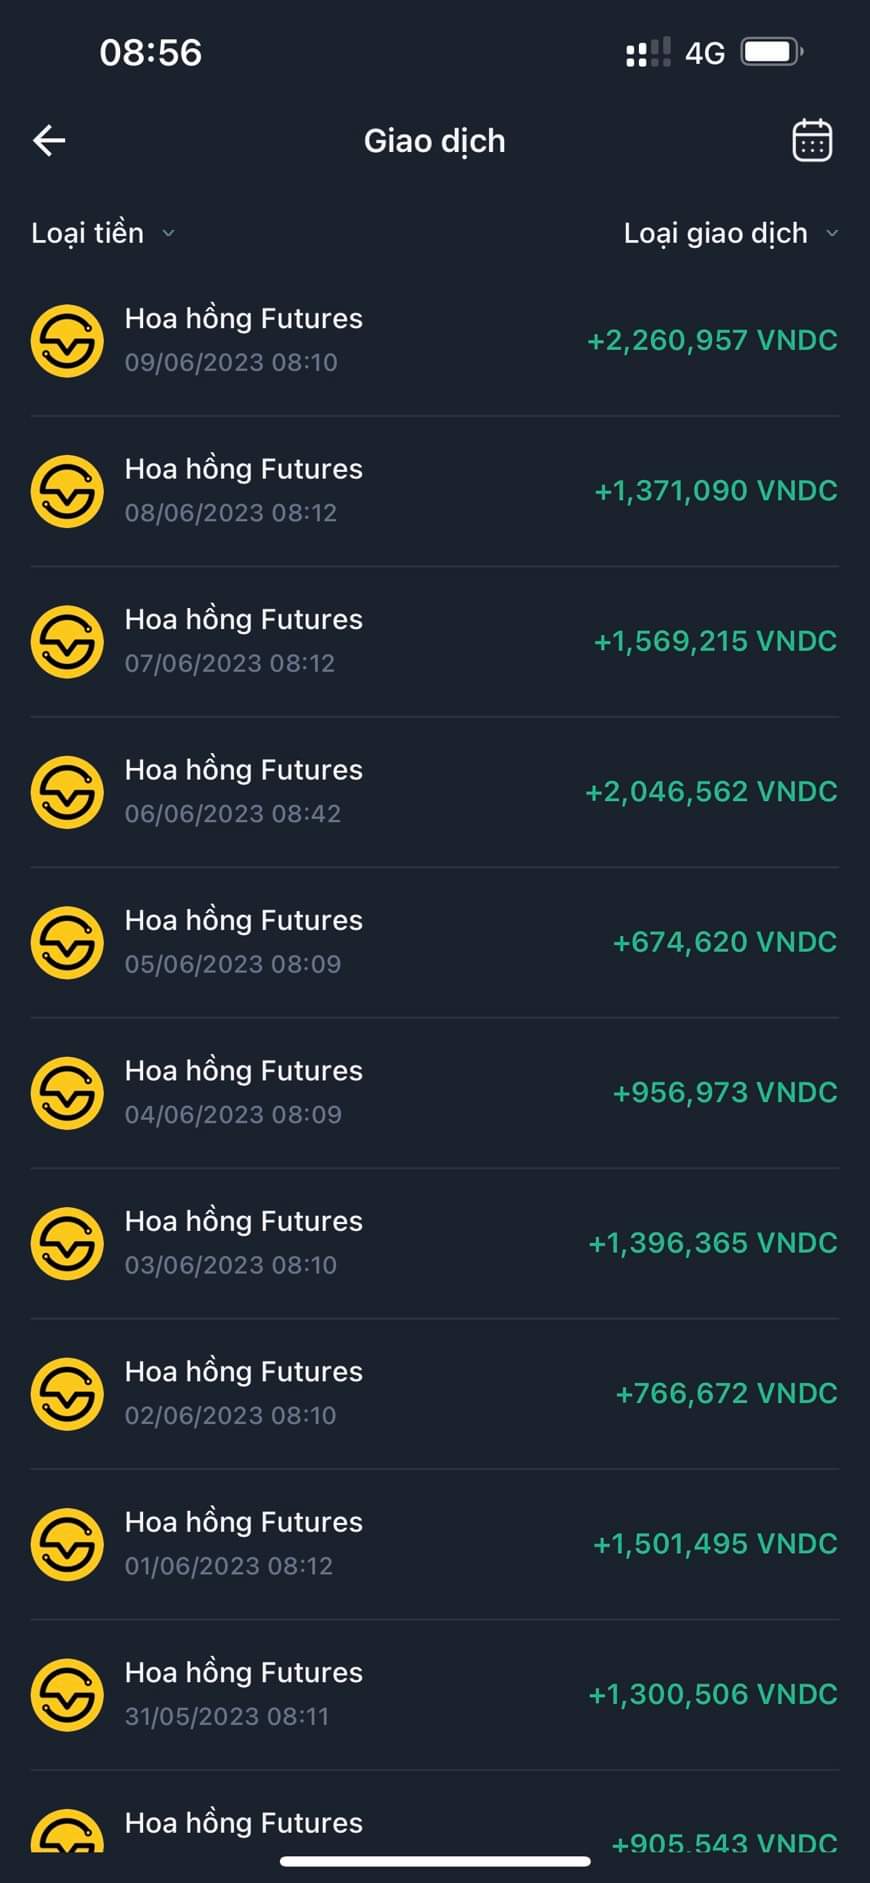 08:56
4G
Giao dịch
Loại tiền
Loại giao dịch
Hoa hồng Futures
+2,260,957 VNDC
09/06/2023 08:10
Hoa hồng Futures
+1,371,090 VNDC
08/06/2023 08:12
Hoa hồng Futures
+1,569,215 VNDC
07/06/2023 08:12
Hoa hồng Futures
+2,046,562 VNDC
06/06/2023 08:42
Hoa hồng Futures
+674,620 VNDC
05/06/2023 08:09
Hoa hồng Futures
+956,973 VNDC
04/06/2023 08:09
Hoa hồng Futures
+1,396,365 VNDC
03/06/2023 08:10
Hoa hồng Futures
+766,672 VNDC
02/06/2023 08:10
Hoa hồng Futures
+1,501,495 VNDC
01/06/2023 08:12
Hoa hồng Futures
+1,300,506 VNDC
31/05/2023 08:11
Hoa hồng Futures
+905,543 VNDC